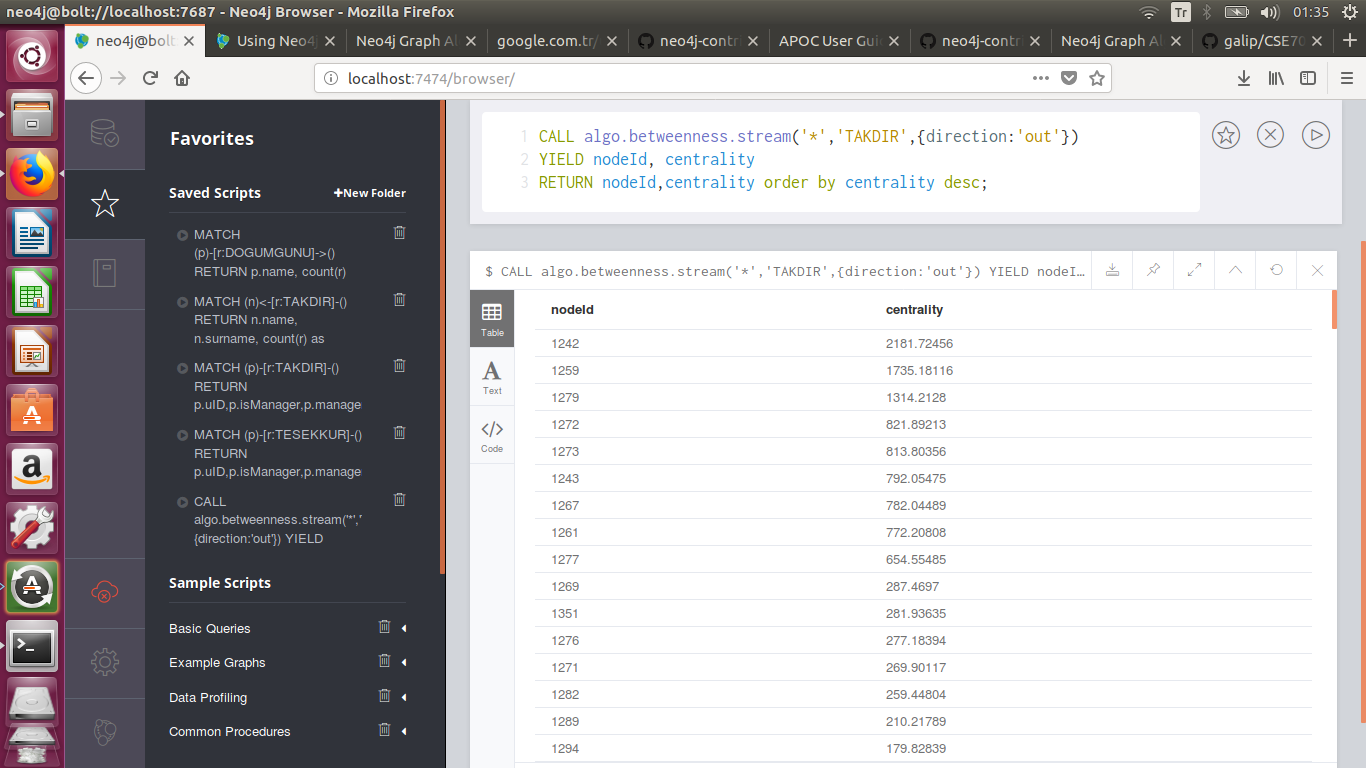 neo4j@bolt://localhost:7687 - Neo4j Browser - Mozilla Firefox
Tr
01:35
neo4j@bolt
Using Neo4
Neo4j Graph Al
google.com.tr/
neo4j-contr
APOC User Gui
neo4j-contr
Neo4j Graph Al
galip/CSE70
localhost:7474/browser/
Favorites
Saved Scripts
+New Folder
MATCH
(p)-[r:DOGUMGUNU]->()
RETURN p.name, count(r)
MATCH (n)<-[r:TAKDIR]-()
RETURN n.name,
n.surname, count(r) as
MATCH (p)-[r:TAKDIR]-()
RETURN
p.uID,p.isManager,p.manage
MATCH (p)-[r:TESEKKUR]-()
RETURN
p.uID,p.isManager,p.manage
CALL
algo.betweenness.stream('*','
{direction:'out'}) YIELD
Sample Scripts
Basic Queries
Example Graphs
Data Profiling
Common Procedures
1 CALL algo.betweenness.stream('*','TAKDIR',{direction:'out'})
2 YIELD nodeId, centrality
3 RETURN nodeId,centrality order by centrality desc;
$ CALL algo.betweenness.stream('*','TAKDIR',{direction:'out'}) YIELD nodeI…
Table
Text
Code
nodeId centrality
1242 2181.72456
1259 1735.18116
1279 1314.2128
1272 821.89213
1273 813.80356
1243 792.05475
1267 782.04489
1261 772.20808
1277 654.55485
1269 287.4697
1351 281.93635
1276 277.18394
1271 269.90117
1282 259.44804
1289 210.21789
1294 179.82839